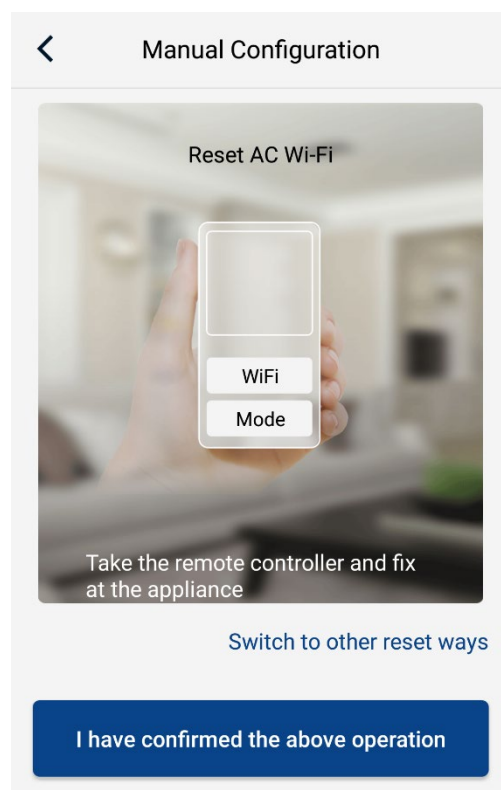 Manual Configuration
Reset AC Wi-Fi
WiFi
Mode
Take the remote controller and fix
at the appliance
Switch to other reset ways
I have confirmed the above operation